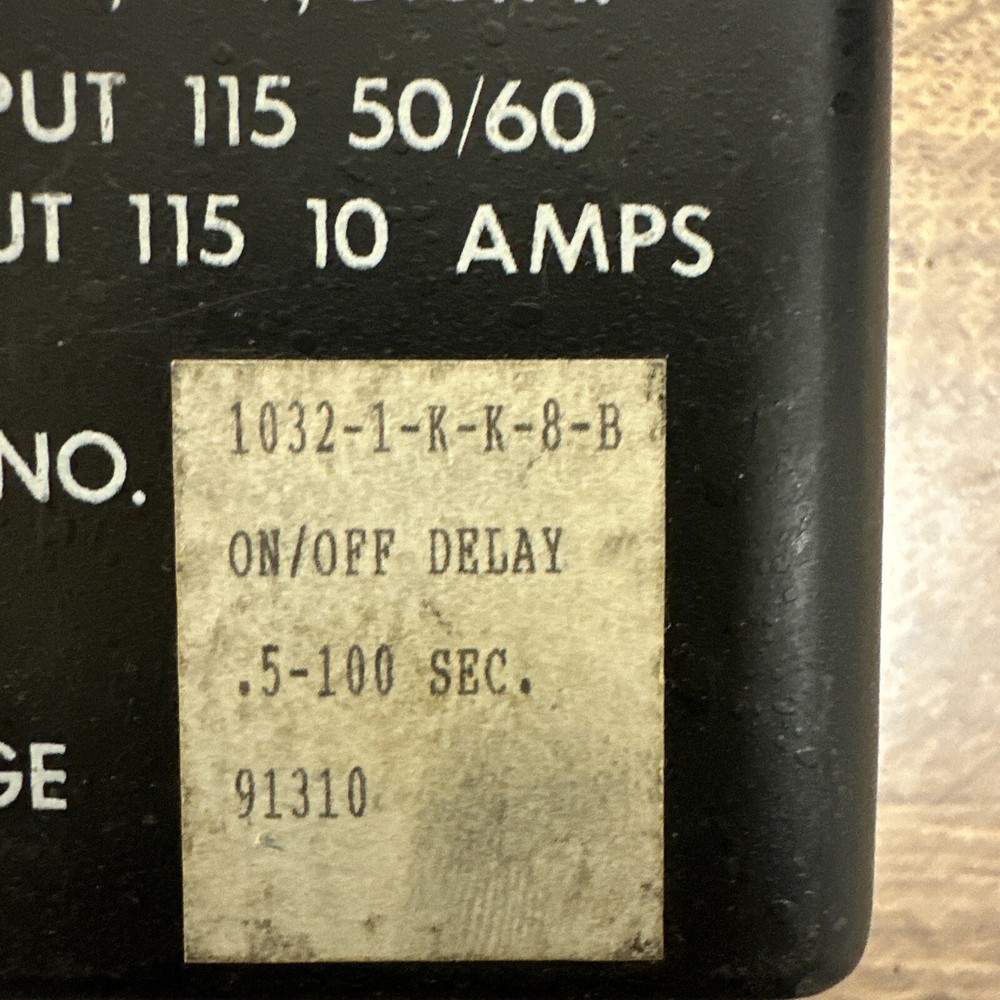 PUT 115 50/60
UT 115 10 AMPS
NO.
1032-1-K-K-8-B
ON/OFF DELAY
.5-100 SEC.
GE
91310